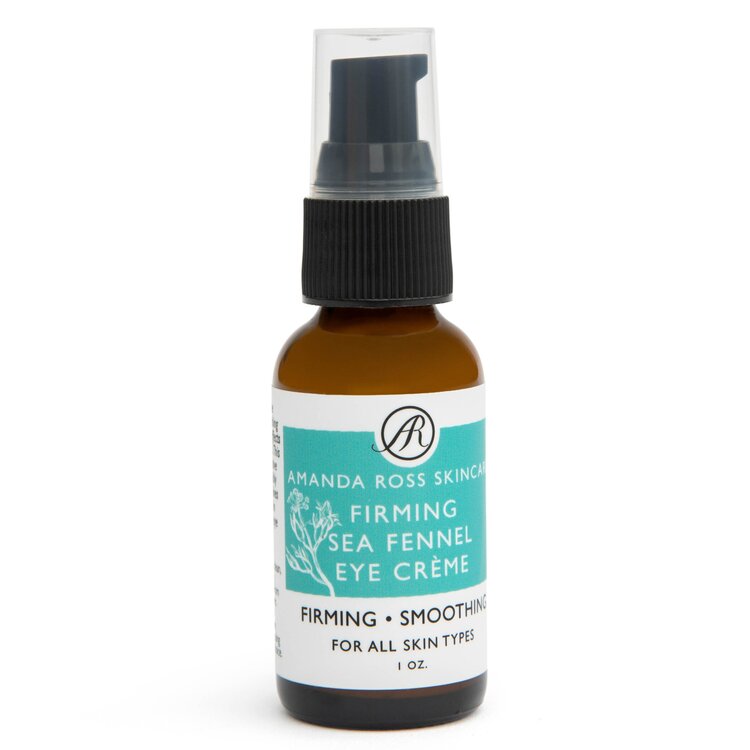 AR
AMANDA ROSS SKINCAR
FIRMING
SEA FENNEL
EYE CRÈME
FIRMING • SMOOTHING
FOR ALL SKIN TYPES
1 OZ.